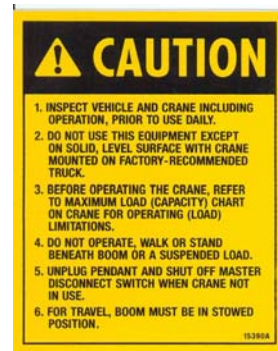 CAUTION
1. INSPECT VEHICLE AND CRANE INCLUDING
OPERATION, PRIOR TO USE DAILY.
2. DO NOT USE THIS EQUIPMENT EXCEPT
ON SOLID, LEVEL SURFACE WITH CRANE
MOUNTED ON FACTORY-RECOMMENDED
TRUCK.
3. BEFORE OPERATING THE CRANE, REFER
TO MAXIMUM LOAD (CAPACITY) CHART
ON CRANE FOR OPERATING (LOAD)
LIMITATIONS.
4. DO NOT OPERATE, WALK OR STAND
BENEATH BOOM OR A SUSPENDED LOAD.
5. UNPLUG PENDANT AND SHUT OFF MASTER
DISCONNECT SWITCH WHEN CRANE NOT
IN USE.
6. FOR TRAVEL, BOOM MUST BE IN STOWED
POSITION.
15390A